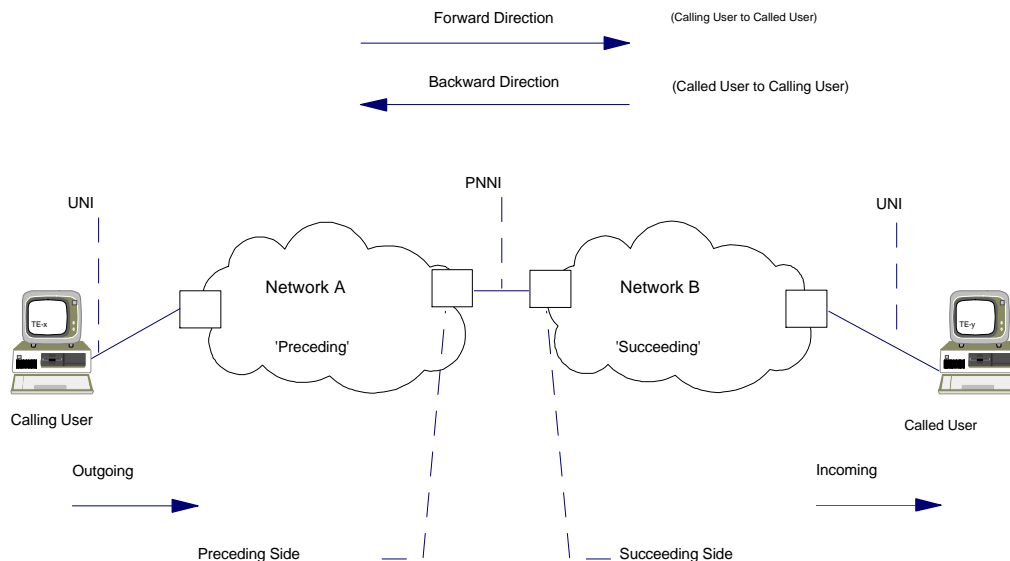 Forward Direction
(Calling User to Called User)
Backward Direction
(Called User to Calling User)
PNNI
UNI
UNI
Network A
Network B
TE-x
TE-y
'Preceding'
'Succeeding'
Calling User
Called User
Outgoing
Incoming
Preceding Side
Succeeding Side